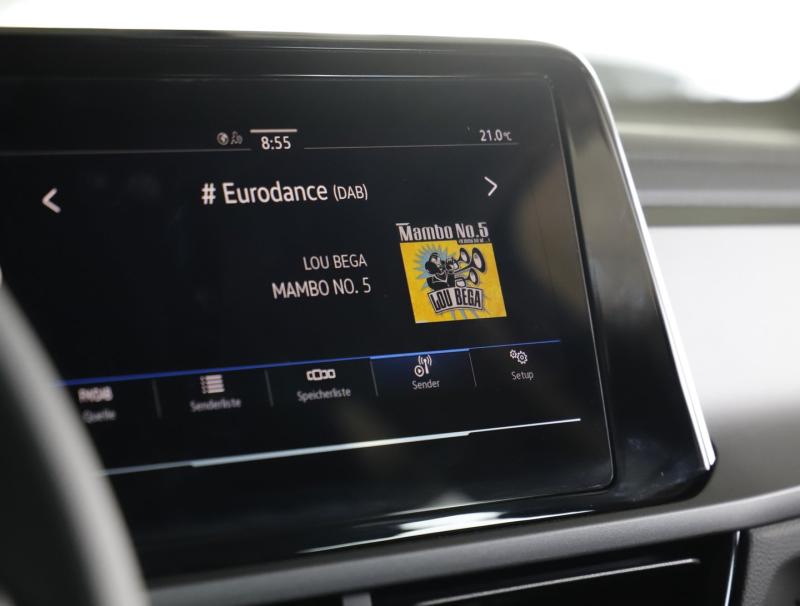 8:55
21.0°C
# Eurodance (DAB)
Mambo No.5
LOU BEGA
MAMBO NO. 5
LOU BEGA
Quelle
Senderliste
Speicherliste
Sender
Setup